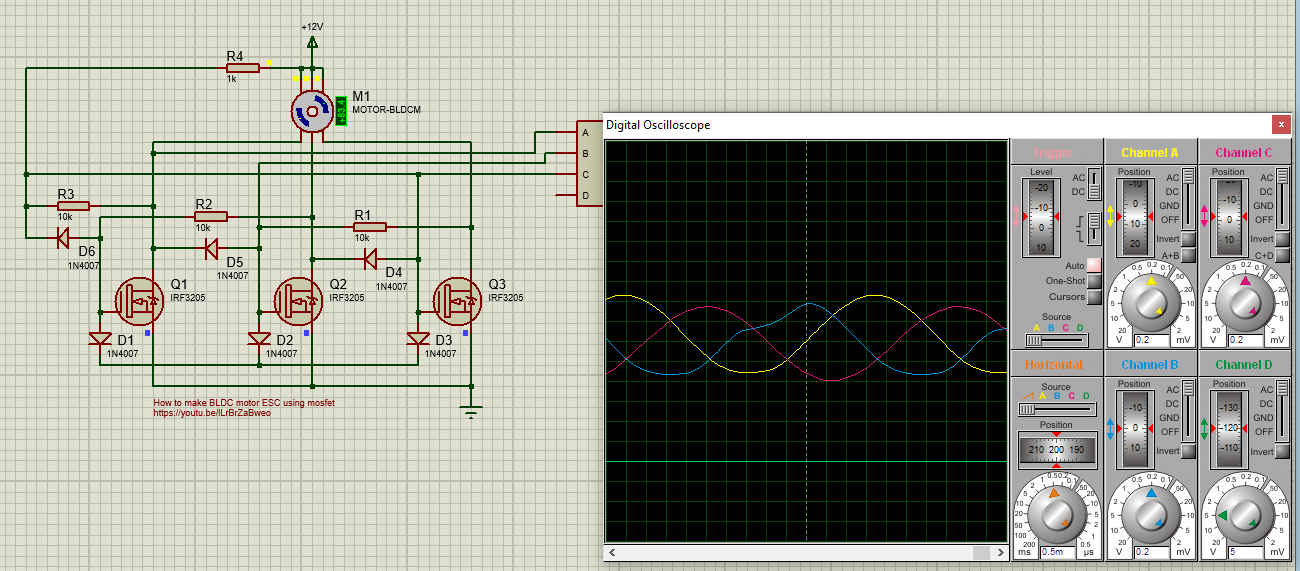 +12V
R4
1k
M1
MOTOR-BLDCM
+83.4
A
B
C
D
R3
10k
R2
10k
R1
10k
D6
1N4007
D5
1N4007
D4
1N4007
Q1
IRF3205
Q2
IRF3205
Q3
IRF3205
D1
1N4007
D2
1N4007
D3
1N4007
How to make BLDC motor ESC using mosfet
Digital Oscilloscope
x
Trigger
Level
-20
-10
0
10
AC
DC
Auto
One-Shot
Cursors
Source
A B C D
Channel A
Position
-10
0
10
20
AC
DC
GND
OFF
Invert
A+B
V
0.2
mV
Channel C
Position
-10
0
10
AC
DC
GND
OFF
Invert
C+D
V
0.2
mV
Horizontal
Source
A B C D
Position
210 200 190
ms
0.5m
µs
Channel B
Position
-10
0
10
AC
DC
GND
OFF
Invert
V
0.2
mV
Channel D
Position
-130
-120
-110
AC
DC
GND
OFF
Invert
V
5
mV